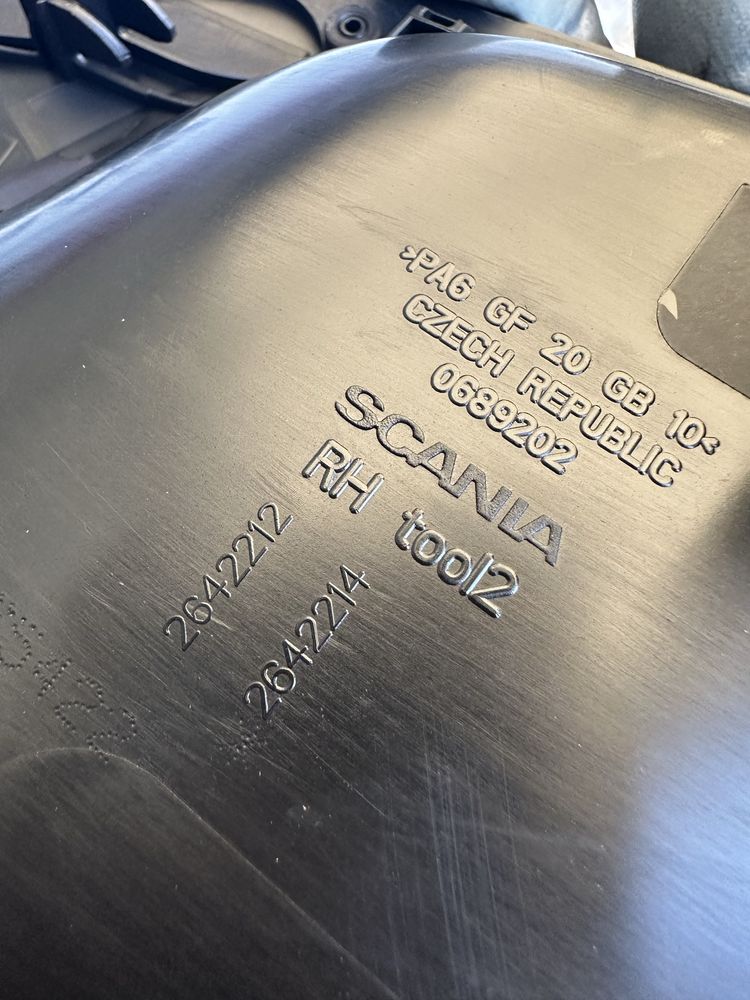 >PA6 GF 20 GB 10<
CZECH REPUBLIC
0689202
SCANIA
RH tool2
2642212
2642214